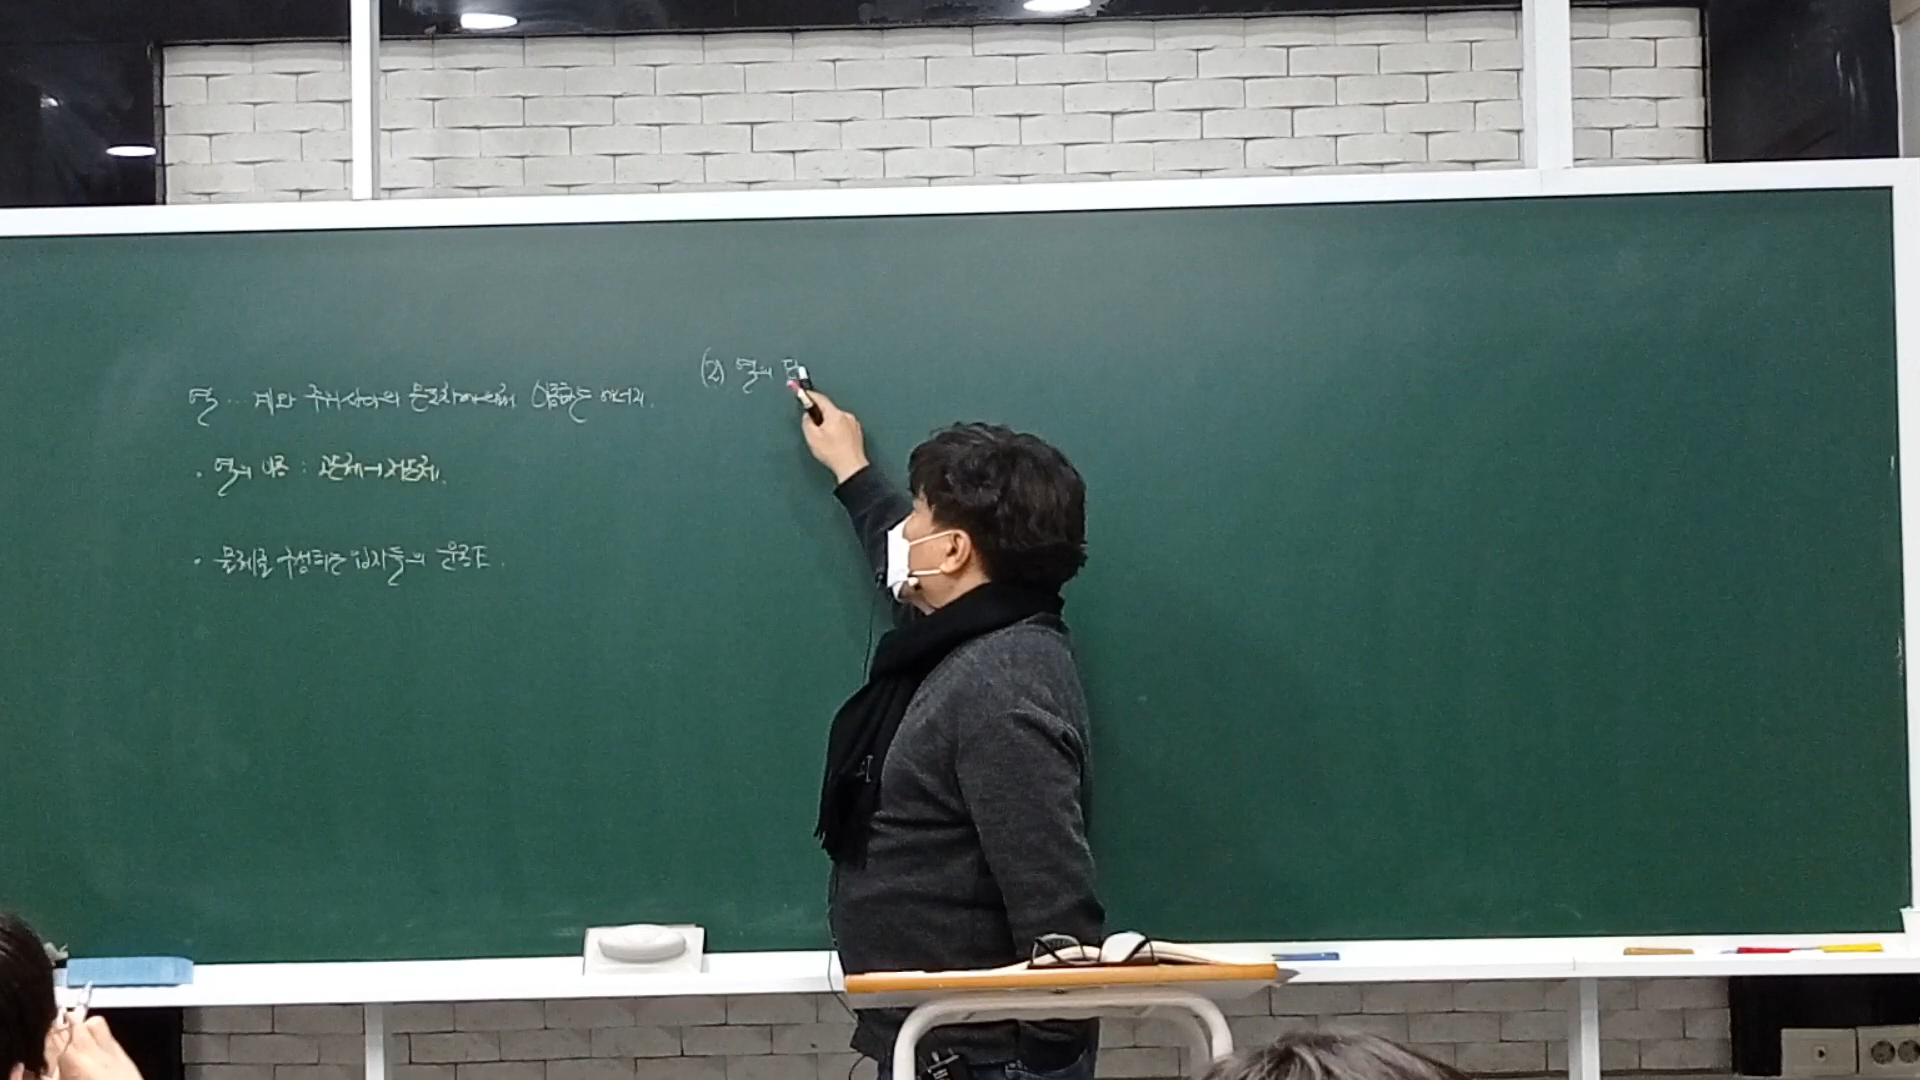 열.. 계와 주위 사이의 온도차에 의해 이동하는 에너지.
· 열의 이동 : 고온체→저온체.
· 물체를 구성하는 입자들의 운동E.
(2) 열의 단